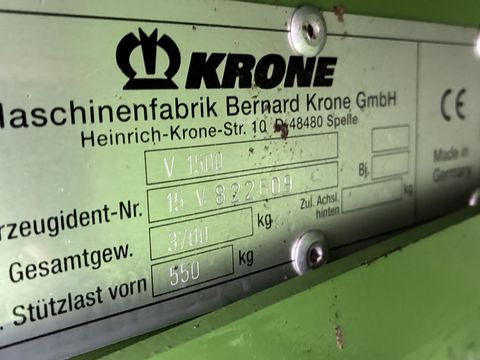 KRONE
Maschinenfabrik Bernard Krone GmbH
Heinrich-Krone-Str. 10, D-48480 Spelle
CE
V 1500
Bj.
Made in Germany
rzeugident-Nr. 15 V 822609
Gesamtgew. 3700 kg
Zul. Achsl. hinten kg
. Stützlast vorn 550 kg